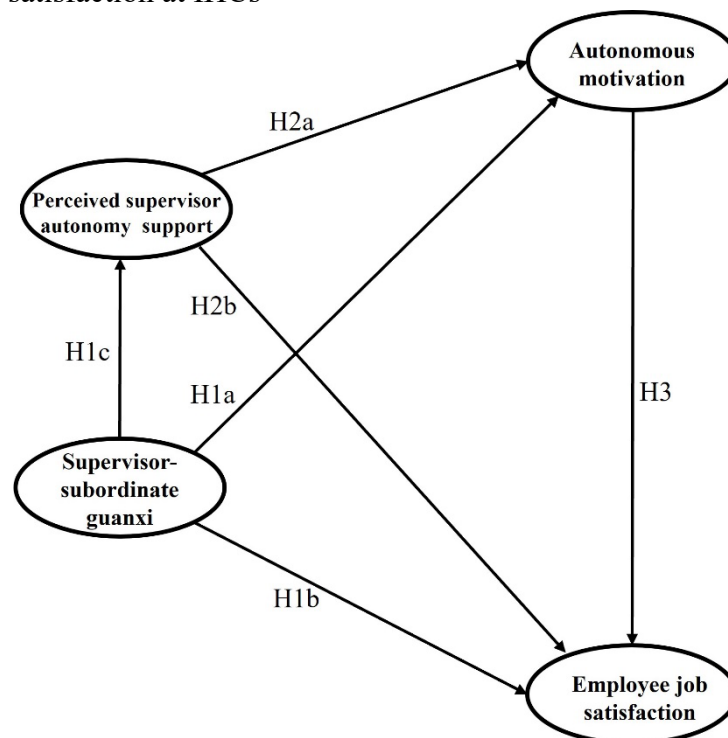 satisfaction at IHCs
Autonomous
motivation
H2a
Perceived supervisor
autonomy support
H2b
H1c
H1a
H3
Supervisor-
subordinate
guanxi
H1b
Employee job
satisfaction